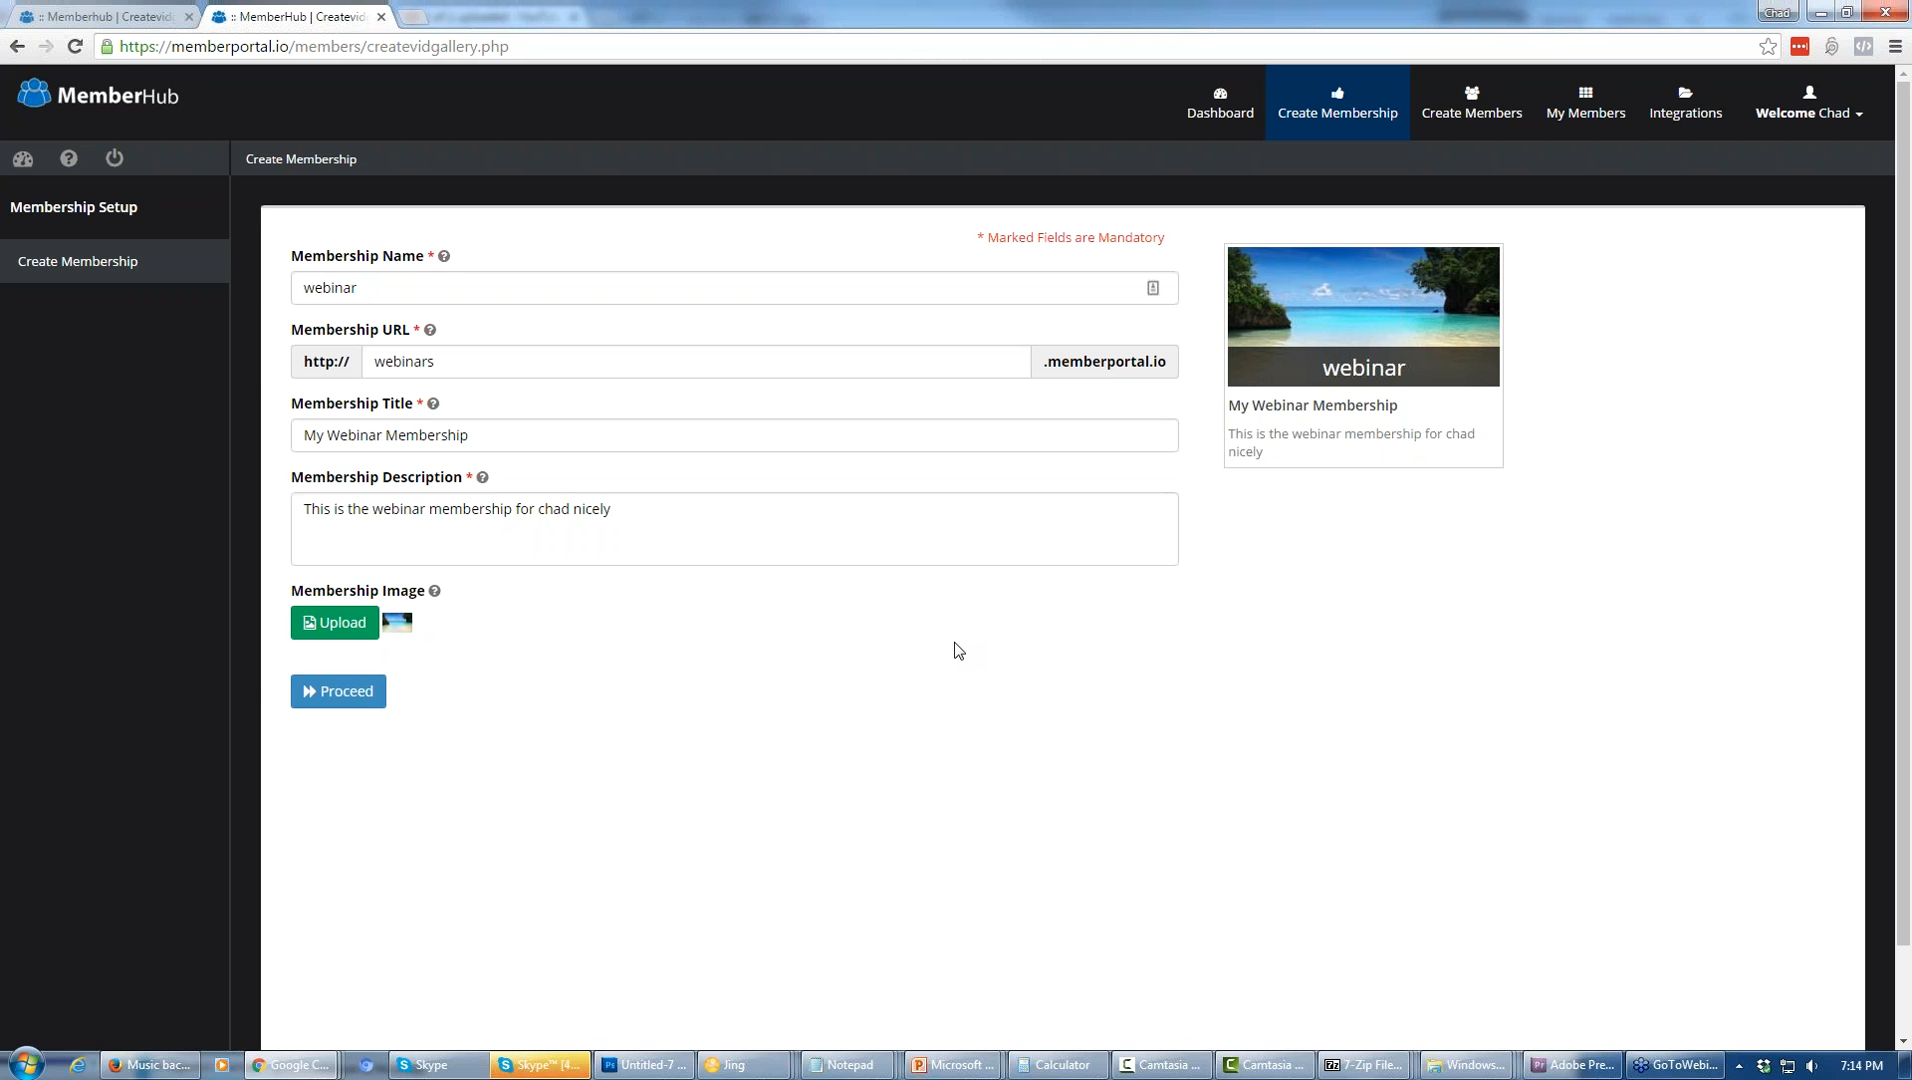 :: Memberhub | Createvid
:: MemberHub | Createvid
Chad
https://memberportal.io/members/createvidgallery.php
MemberHub
Dashboard
Create Membership
Create Members
My Members
Integrations
Welcome Chad
Create Membership
Membership Setup
Create Membership
* Marked Fields are Mandatory
Membership Name *
webinar
Membership URL *
http://
webinars
.memberportal.io
Membership Title *
My Webinar Membership
Membership Description *
This is the webinar membership for chad nicely
Membership Image
Upload
Proceed
webinar
My Webinar Membership
This is the webinar membership for chad
nicely
Music bac...
Google C...
Skype
Skype™ [4...
Untitled-7 ...
Jing
Notepad
Microsoft ...
Calculator
Camtasia ...
Camtasia ...
7-Zip File...
Windows...
Adobe Pre...
GoToWebi...
7:14 PM